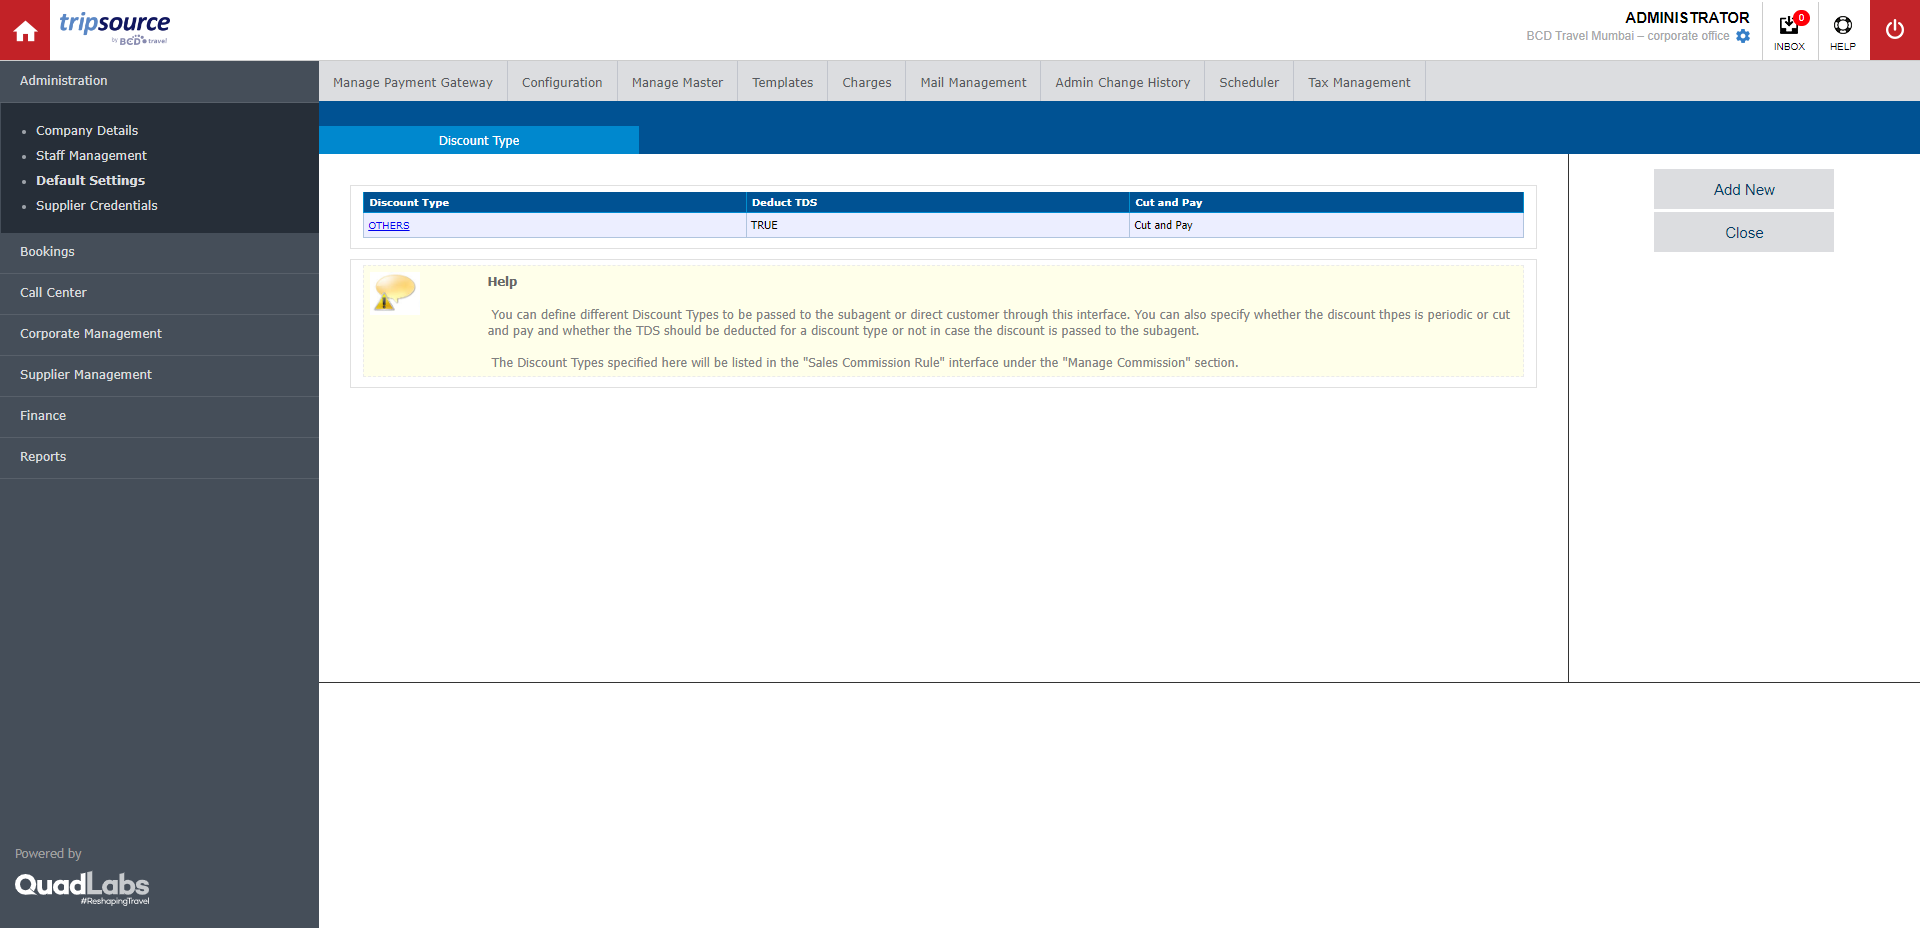 tripsource
by BCD travel
ADMINISTRATOR
BCD Travel Mumbai – corporate office
0
INBOX
HELP
Administration
Company Details
Staff Management
Default Settings
Supplier Credentials
Bookings
Call Center
Corporate Management
Supplier Management
Finance
Reports
Powered by
QuadLabs
#ReshapingTravel
Manage Payment Gateway
Configuration
Manage Master
Templates
Charges
Mail Management
Admin Change History
Scheduler
Tax Management
Discount Type
Discount Type Deduct TDS Cut and Pay
OTHERS TRUE Cut and Pay
Help
You can define different Discount Types to be passed to the subagent or direct customer through this interface. You can also specify whether the discount thpes is periodic or cut
and pay and whether the TDS should be deducted for a discount type or not in case the discount is passed to the subagent.
The Discount Types specified here will be listed in the "Sales Commission Rule" interface under the "Manage Commission" section.
Add New
Close